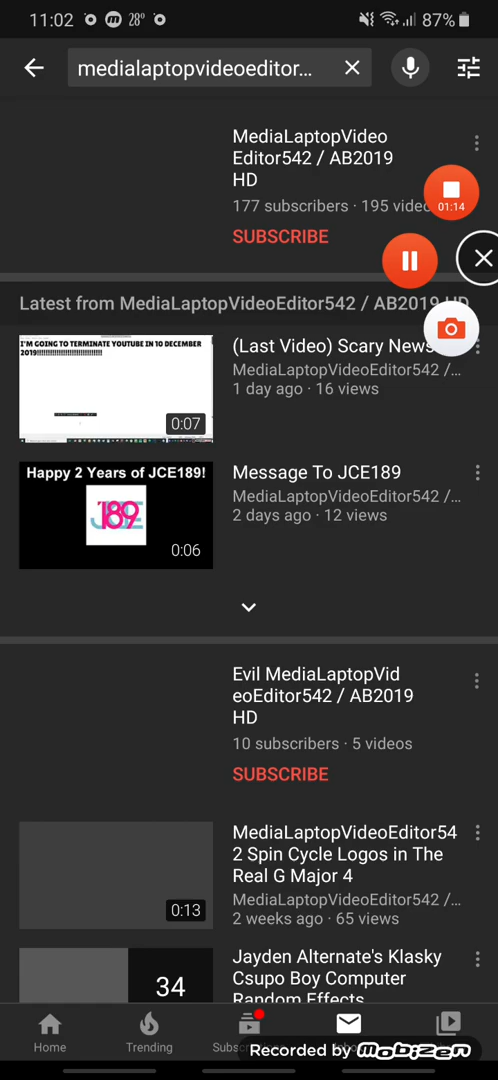 11:02
28°
87%
medialaptopvideoeditor...
MediaLaptopVideo
Editor542 / AB2019
HD
177 subscribers · 195 videc
01:14
SUBSCRIBE
Latest from MediaLaptopVideoEditor542 / AB2019 HD
I'M GOING TO TERMINATE YOUTUBE IN 10 DECEMBER
0:07
(Last Video) Scary News
MediaLaptopVideoEditor542 /...
1 day ago · 16 views
Happy 2 Years of JCE189!
189
0:06
Message To JCE189
MediaLaptopVideoEditor542 /...
2 days ago · 12 views
Evil MediaLaptopVid
eoEditor542 / AB2019
HD
10 subscribers · 5 videos
SUBSCRIBE
0:13
MediaLaptopVideoEditor54
2 Spin Cycle Logos in The
Real G Major 4
MediaLaptopVideoEditor542 /...
2 weeks ago · 65 views
34
Jayden Alternate's Klasky
Csupo Boy Computer
Random Effects
Home
Trending
Subsc
Recorded by mobizen